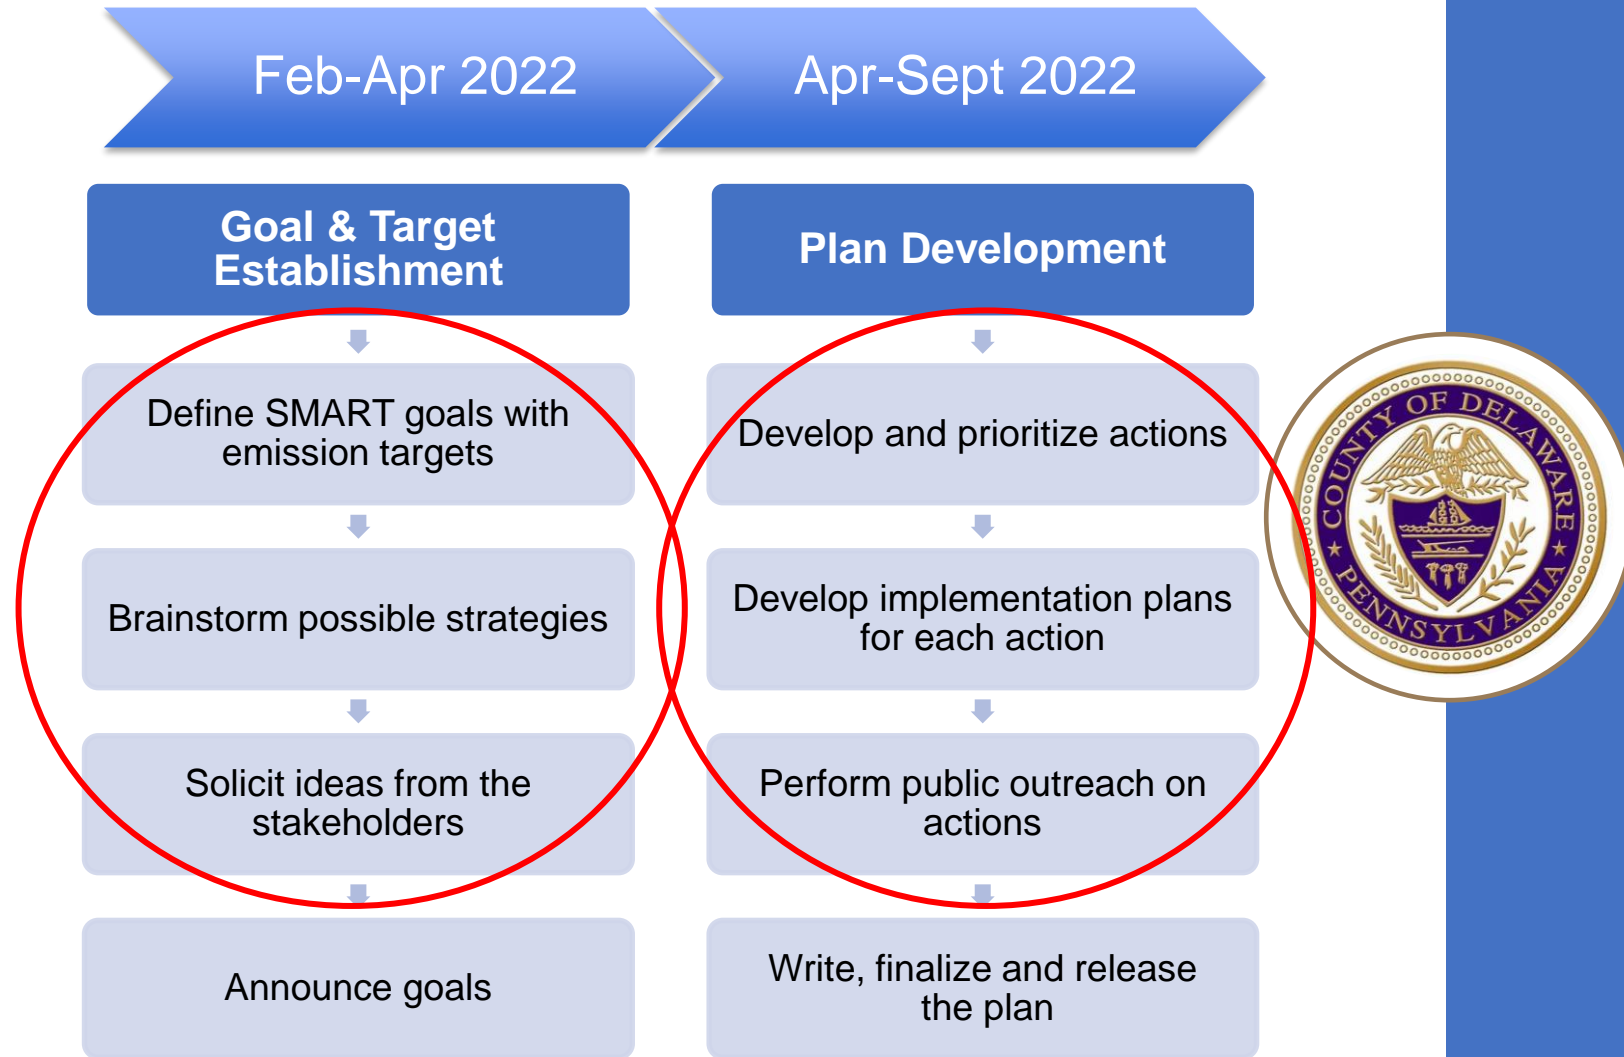 Feb-Apr 2022
Apr-Sept 2022
Goal & Target
Establishment
Define SMART goals with
emission targets
Brainstorm possible strategies
Solicit ideas from the
stakeholders
Announce goals
Plan Development
Develop and prioritize actions
Develop implementation plans
for each action
Perform public outreach on
actions
Write, finalize and release
the plan
COUNTY OF DELAWARE
★ PENNSYLVANIA ★